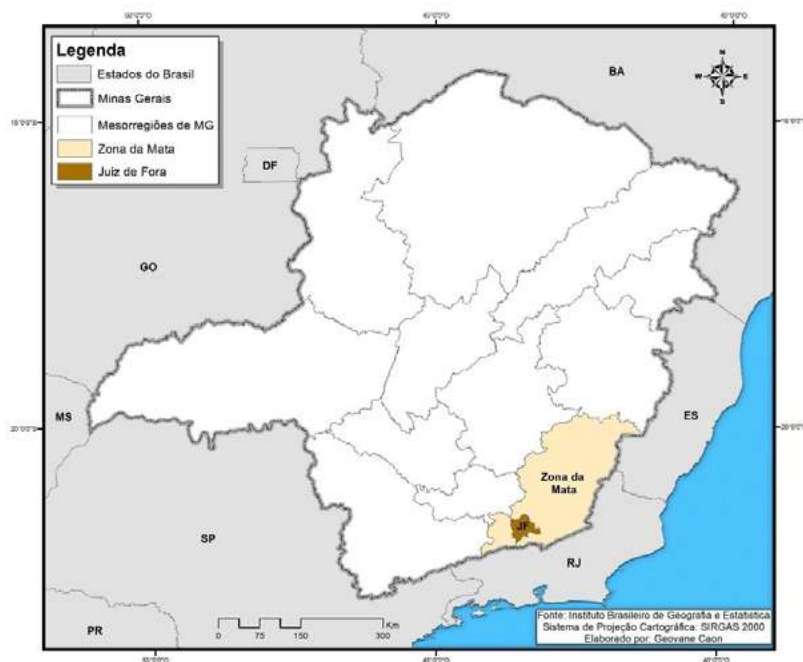 Legenda
Estados do Brasil
Minas Gerais
Mesorregiões de MG
Zona da Mata
Juiz de Fora
N
W
E
S
BA
DF
GO
MS
ES
Zona da
Mata
JF
SP
RJ
PR
0
75
150
300
Km
Fonte: Instituto Brasileiro de Geografia e Estatística
Sistema de Projeção Cartográfica: SIRGAS 2000
Elaborado por: Geovane Caon